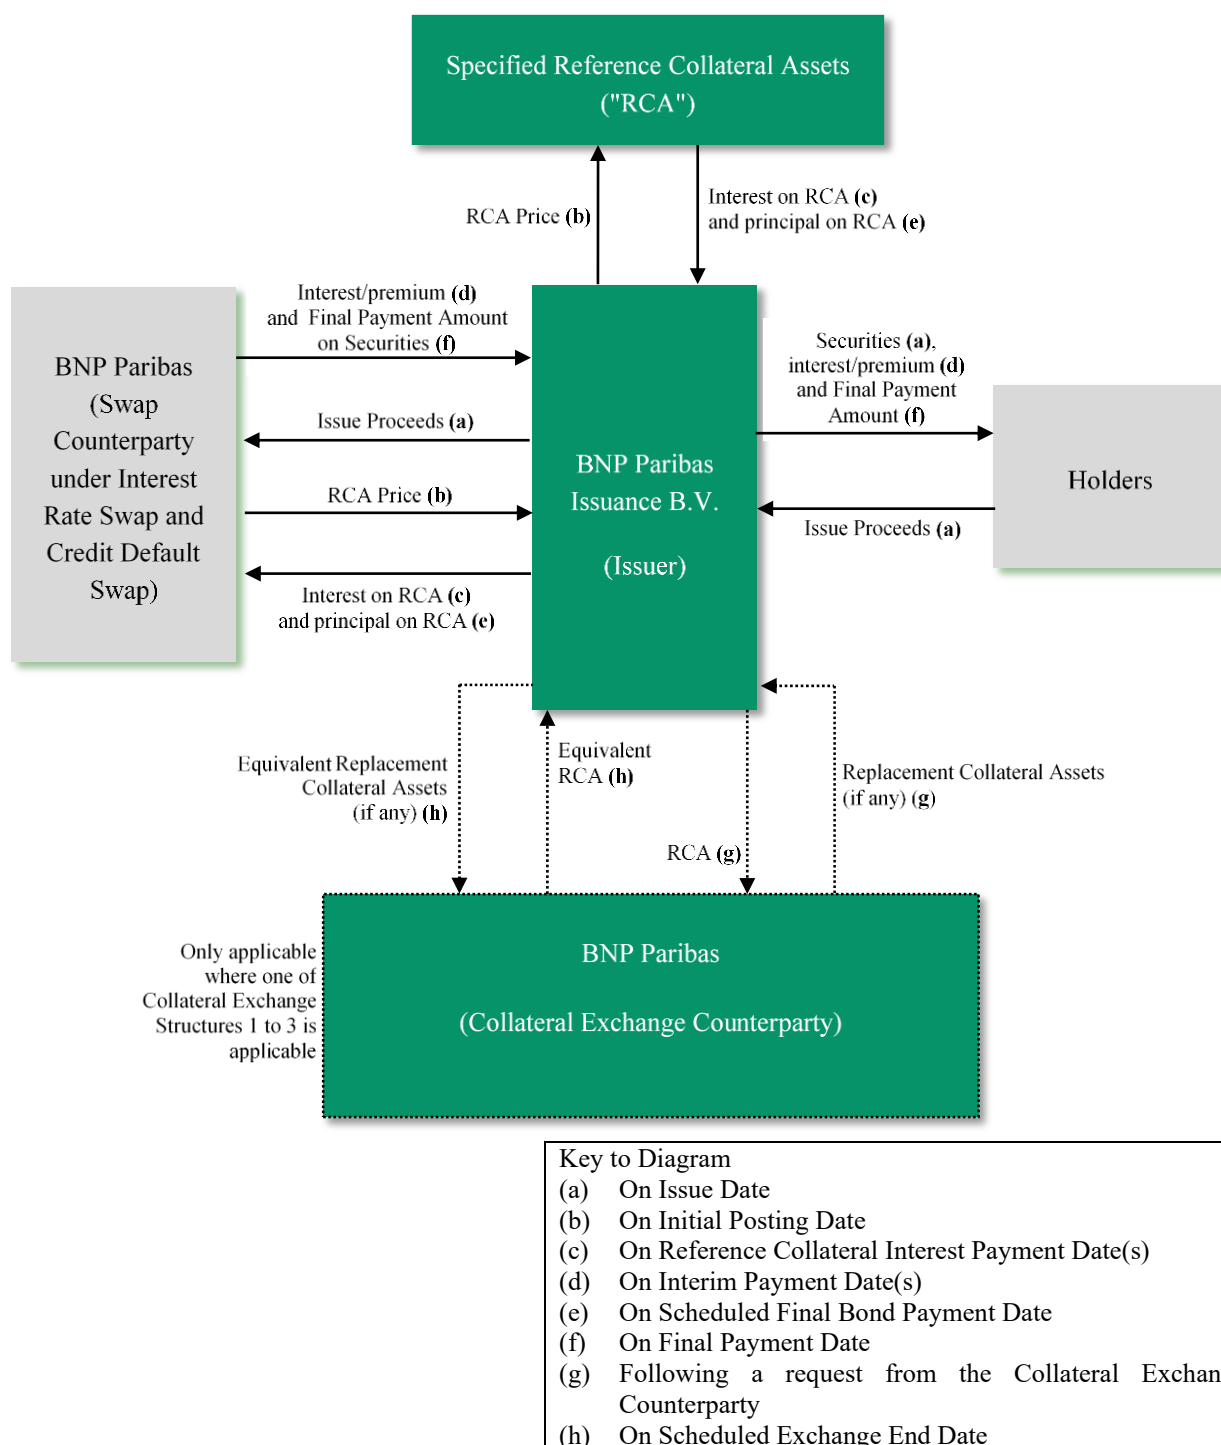 Specified Reference Collateral Assets
("RCA")
RCA Price (b)
Interest on RCA (c)
and principal on RCA (e)
Interest/premium (d)
and Final Payment Amount
on Securities (f)
Issue Proceeds (a)
RCA Price (b)
Interest on RCA (c)
and principal on RCA (e)
BNP Paribas
(Swap
Counterparty
under Interest
Rate Swap and
Credit Default
Swap)
BNP Paribas
Issuance B.V.
(Issuer)
Securities (a),
interest/premium (d)
and Final Payment
Amount (f)
Issue Proceeds (a)
Holders
Equivalent Replacement
Collateral Assets
(if any) (h)
Equivalent
RCA (h)
RCA (g)
Replacement Collateral Assets
(if any) (g)
Only applicable
where one of
Collateral Exchange
Structures 1 to 3 is
applicable
BNP Paribas
(Collateral Exchange Counterparty)
Key to Diagram
(a) On Issue Date
(b) On Initial Posting Date
(c) On Reference Collateral Interest Payment Date(s)
(d) On Interim Payment Date(s)
(e) On Scheduled Final Bond Payment Date
(f) On Final Payment Date
(g) Following a request from the Collateral Exchan
Counterparty
(h) On Scheduled Exchange End Date